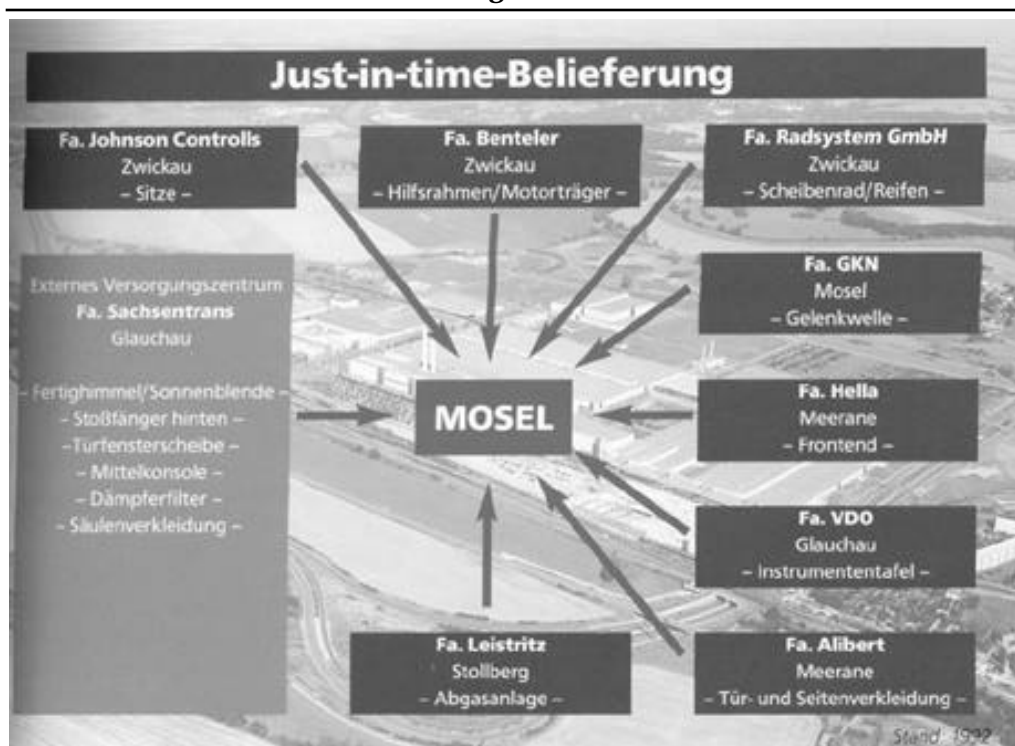 Just-in-time-Belieferung
Fa. Johnson Controlls
Zwickau
– Sitze –
Fa. Benteler
Zwickau
– Hilfsrahmen/Motorträger –
Fa. Radsystem GmbH
Zwickau
– Scheibenrad/Reifen –
Externes Versorgungszentrum
Fa. Sachsentrans
Glauchau
– Fertighimmel/Sonnenblende –
– Stoßfänger hinten –
– Türfensterscheibe –
– Mittelkonsole –
– Dämpferfilter –
– Säulenverkleidung –
MOSEL
Fa. GKN
Mosel
– Gelenkwelle –
Fa. Hella
Meerane
– Frontend –
Fa. VDO
Glauchau
– Instrumententafel –
Fa. Leistritz
Stollberg
– Abgasanlage –
Fa. Alibert
Meerane
– Tür- und Seitenverkleidung –
Stand: 1992